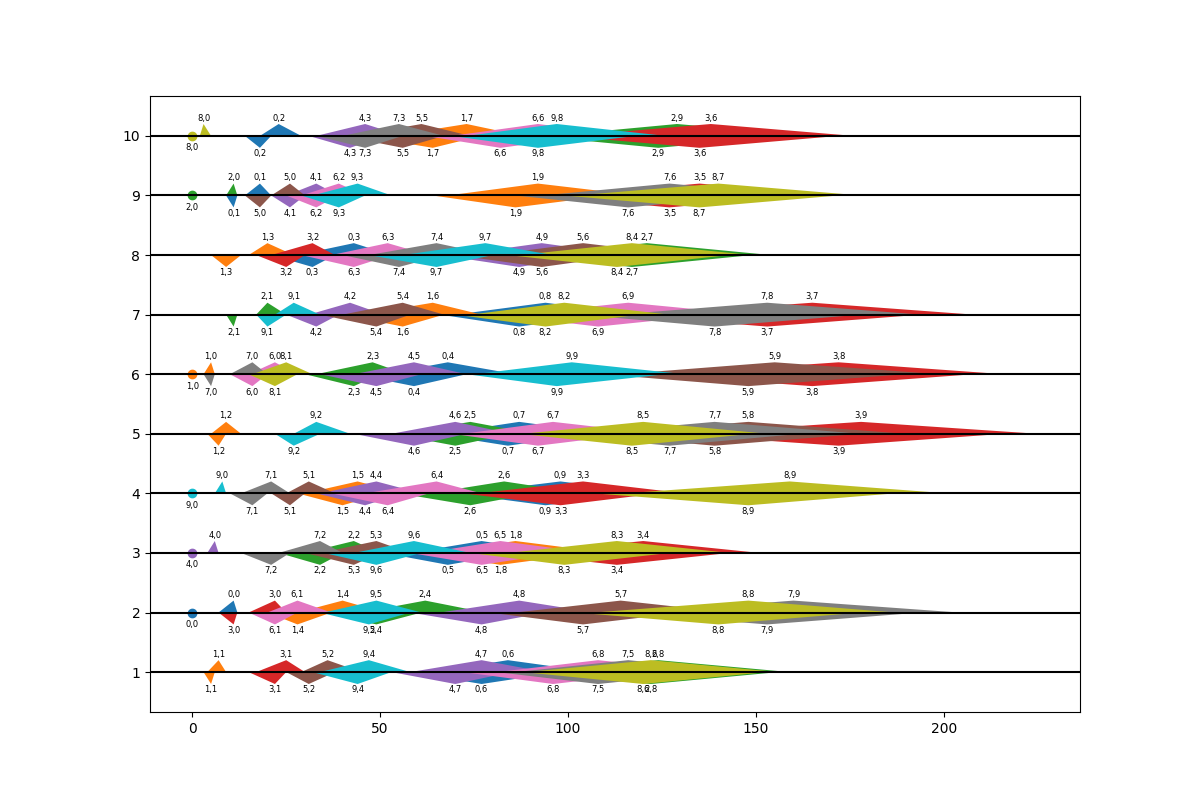 8,0 0,2 4,3 7,3 5,5 1,7 6,6 9,8 2,9 3,6
10
8,0 0,2 4,3 7,3 5,5 1,7 6,6 9,8 2,9 3,6
2,0 0,1 5,0 4,1 6,2 9,3 1,9 7,6 3,5 8,7
9
2,0 0,1 5,0 4,1 6,2 9,3 1,9 7,6 3,5 8,7
1,3 3,2 0,3 6,3 7,4 9,7 4,9 5,6 8,4 2,7
8
1,3 3,2 0,3 6,3 7,4 9,7 4,9 5,6 8,4 2,7
2,1 9,1 4,2 5,4 1,6 0,8 8,2 6,9 7,8 3,7
7
2,1 9,1 4,2 5,4 1,6 0,8 8,2 6,9 7,8 3,7
1,0 7,0 6,0 8,1 2,3 4,5 0,4 9,9 5,9 3,8
6
1,0 7,0 6,0 8,1 2,3 4,5 0,4 9,9 5,9 3,8
1,2 9,2 4,6 2,5 0,7 6,7 8,5 7,7 5,8 3,9
5
1,2 9,2 4,6 2,5 0,7 6,7 8,5 7,7 5,8 3,9
9,0 7,1 5,1 1,5 4,4 6,4 2,6 0,9 3,3 8,9
4
9,0 7,1 5,1 1,5 4,4 6,4 2,6 0,9 3,3 8,9
4,0 7,2 2,2 5,3 9,6 0,5 6,5 1,8 8,3 3,4
3
4,0 7,2 2,2 5,3 9,6 0,5 6,5 1,8 8,3 3,4
0,0 3,0 6,1 1,4 9,5 2,4 4,8 5,7 8,8 7,9
2
0,0 3,0 6,1 1,4 9,5 2,4 4,8 5,7 8,8 7,9
1,1 3,1 5,2 9,4 4,7 0,6 6,8 7,5 8,6 2,8
1
1,1 3,1 5,2 9,4 4,7 0,6 6,8 7,5 8,6 2,8
0 50 100 150 200